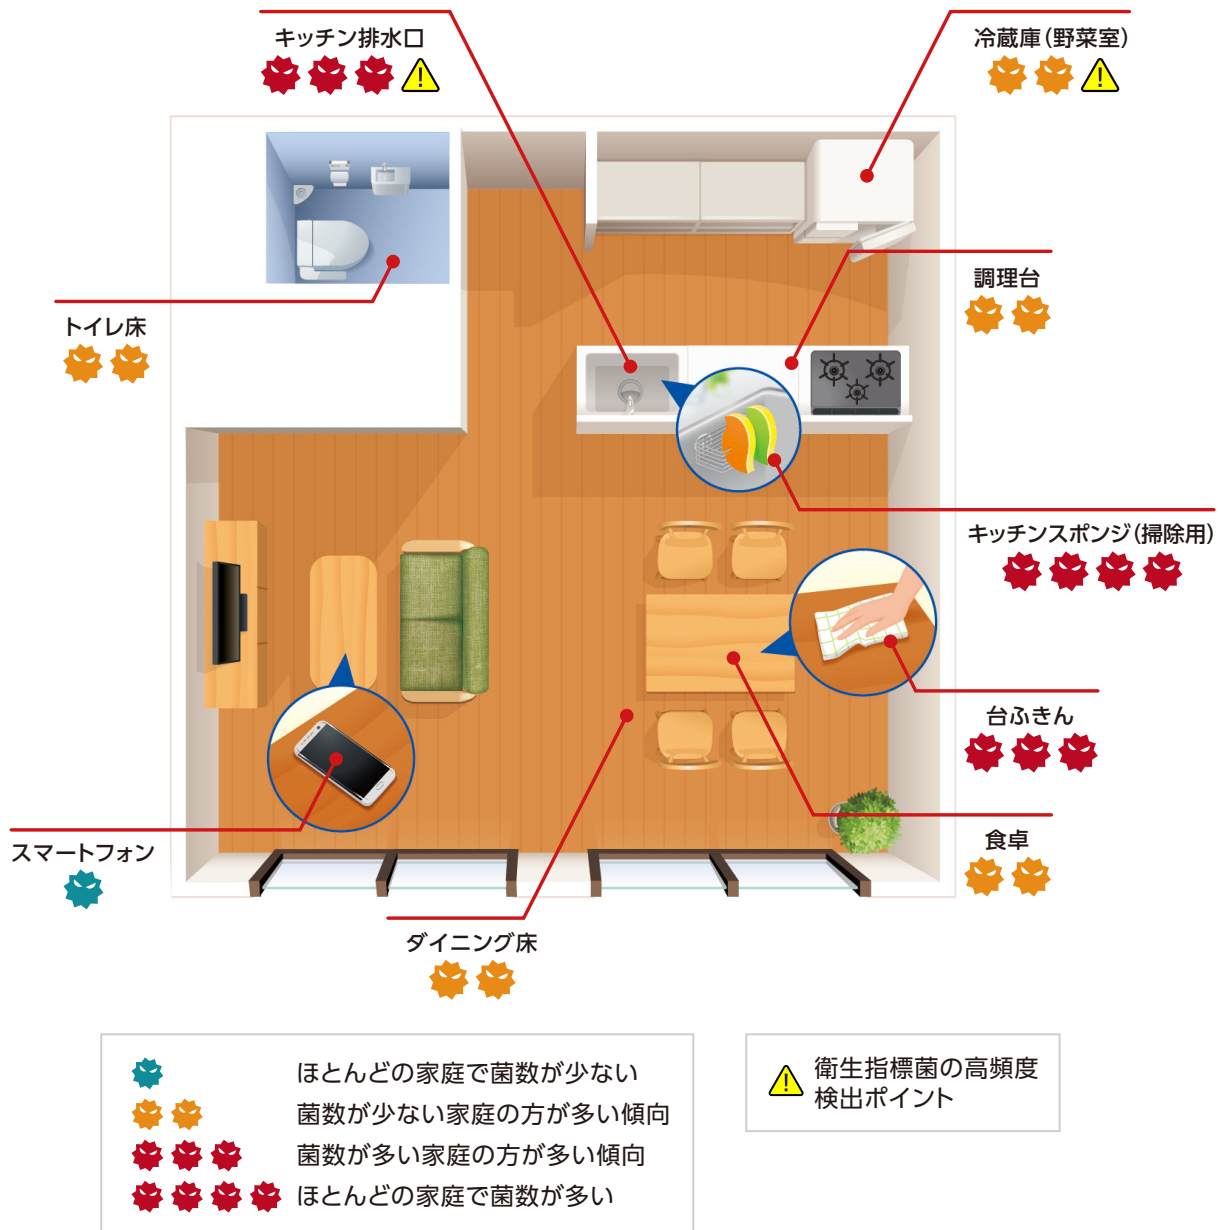 キッチン排水口
冷蔵庫(野菜室)
調理台
トイレ床
キッチンスポンジ(掃除用)
台ふきん
スマートフォン
食卓
ダイニング床
ほとんどの家庭で菌数が少ない
菌数が少ない家庭の方が多い傾向
菌数が多い家庭の方が多い傾向
ほとんどの家庭で菌数が多い
衛生指標菌の高頻度
検出ポイント